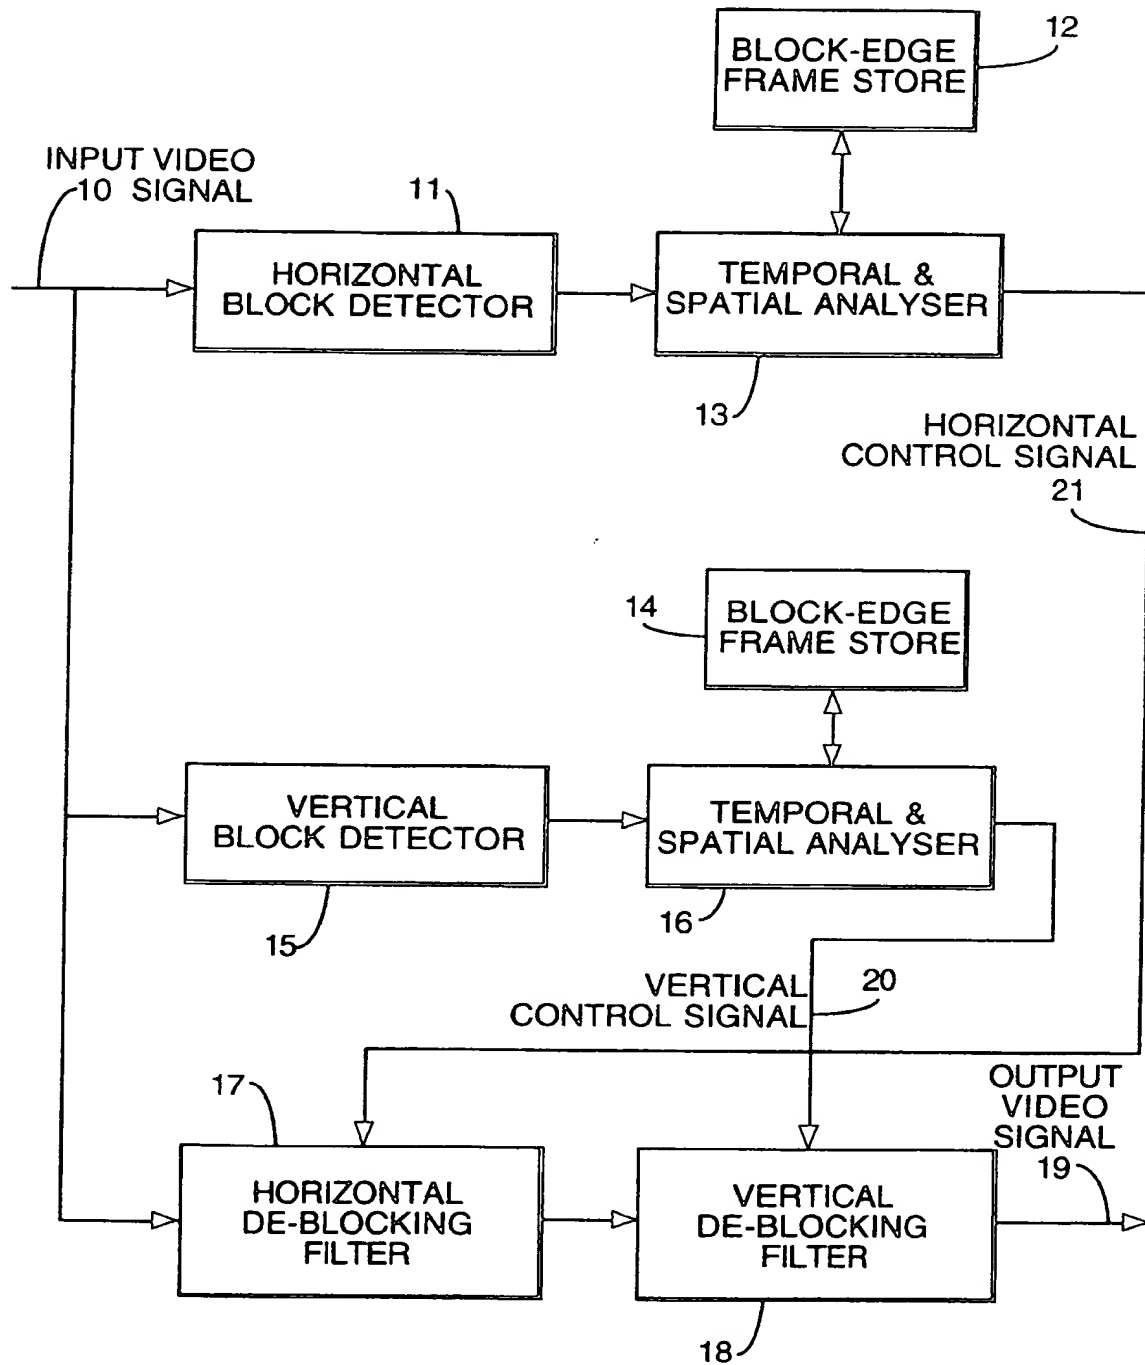 BLOCK-EDGE
FRAME STORE
12
INPUT VIDEO
10 SIGNAL
11
HORIZONTAL
BLOCK DETECTOR
TEMPORAL &
SPATIAL ANALYSER
13
HORIZONTAL
CONTROL SIGNAL
21
14
BLOCK-EDGE
FRAME STORE
VERTICAL
BLOCK DETECTOR
TEMPORAL &
SPATIAL ANALYSER
15
16
VERTICAL
CONTROL SIGNAL
20
17
OUTPUT
VIDEO
SIGNAL
19
HORIZONTAL
DE-BLOCKING
FILTER
VERTICAL
DE-BLOCKING
FILTER
18